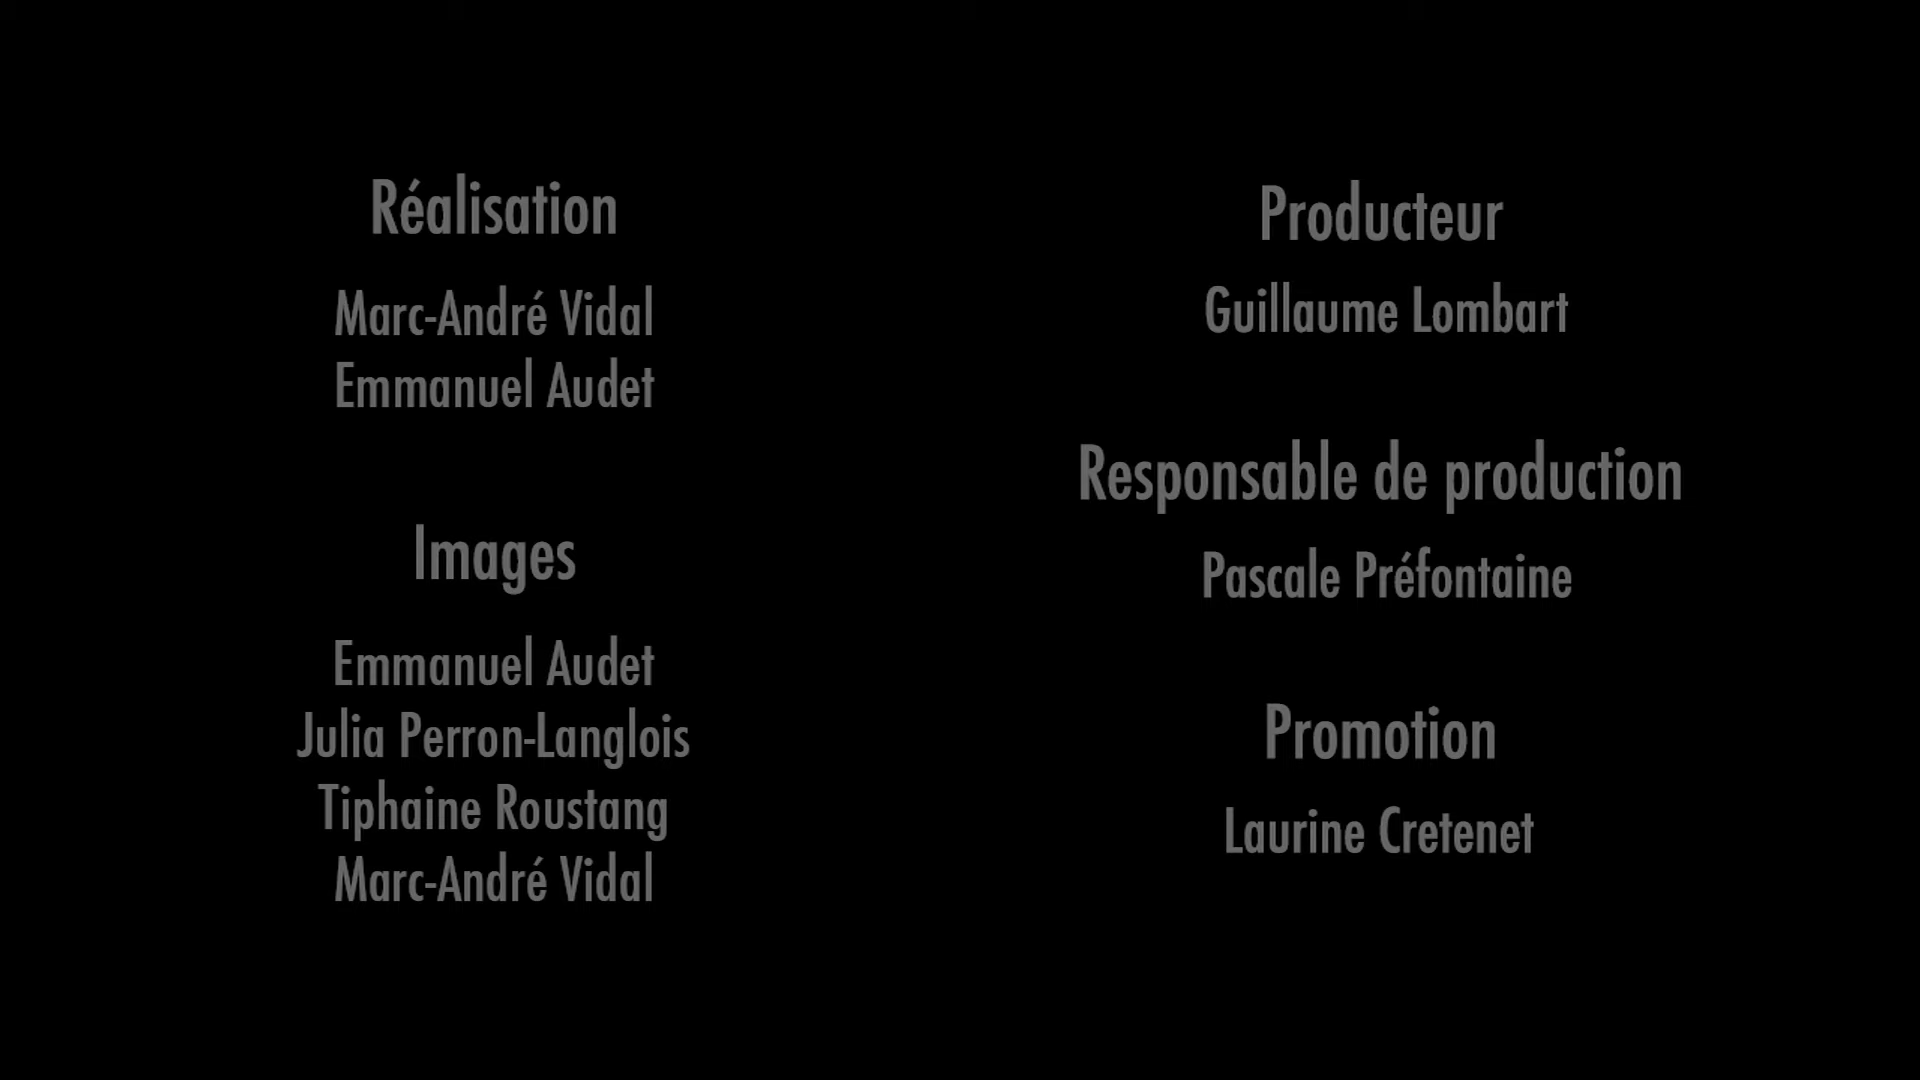 Réalisation
Marc-André Vidal
Emmanuel Audet
Images
Emmanuel Audet
Julia Perron-Langlois
Tiphaine Roustang
Marc-André Vidal
Producteur
Guillaume Lombart
Responsable de production
Pascale Préfontaine
Promotion
Laurine Cretenet